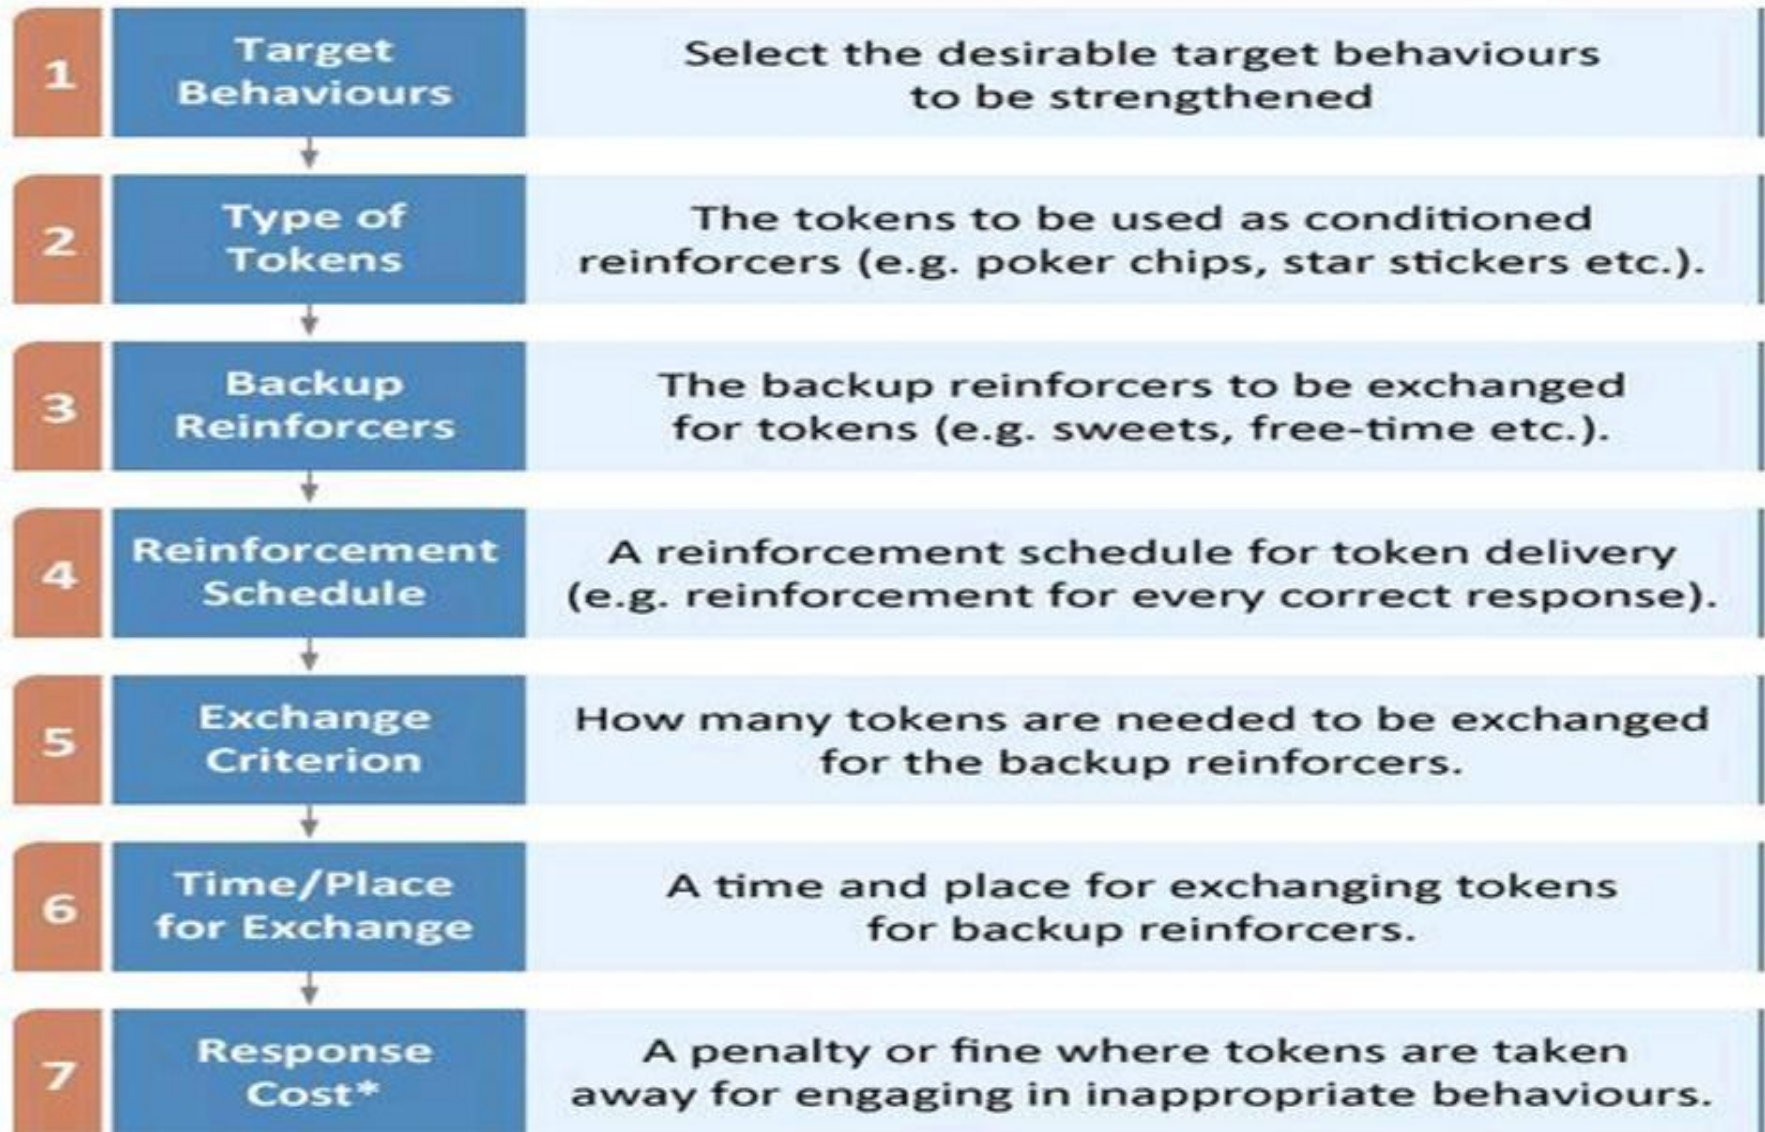 1
Target
Behaviours
Select the desirable target behaviours
to be strengthened
2
Type of
Tokens
The tokens to be used as conditioned
reinforcers (e.g. poker chips, star stickers etc.).
3
Backup
Reinforcers
The backup reinforcers to be exchanged
for tokens (e.g. sweets, free-time etc.).
4
Reinforcement
Schedule
A reinforcement schedule for token delivery
(e.g. reinforcement for every correct response).
5
Exchange
Criterion
How many tokens are needed to be exchanged
for the backup reinforcers.
6
Time/Place
for Exchange
A time and place for exchanging tokens
for backup reinforcers.
7
Response
Cost*
A penalty or fine where tokens are taken
away for engaging in inappropriate behaviours.